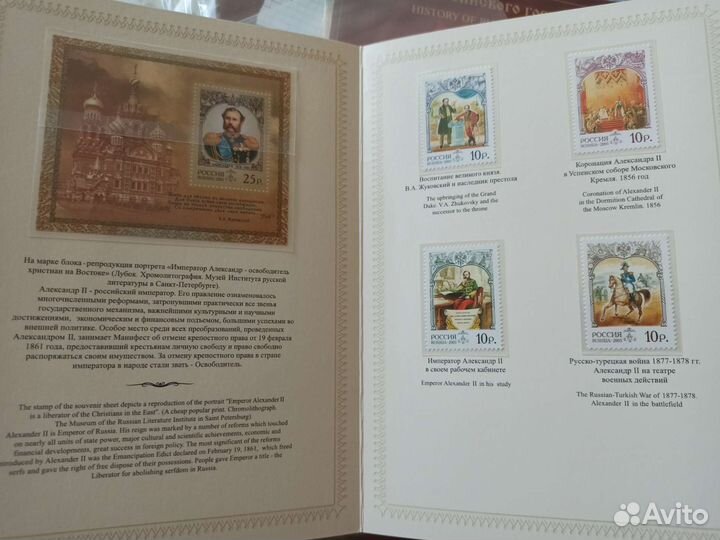 HISTORY OF
РОССИЯ
RUSSIA
25р.
На марке блока - репродукция портрета «Император Александр - освободитель
христиан на Востоке» (Лубок. Хромолитография. Музей Института русской
литературы в Санкт-Петербурге).
Александр II - российский император. Его правление ознаменовалось
многочисленными реформами, затронувшими практически все звенья
государственного механизма, важнейшими культурными и научными
достижениями, экономическим и финансовым подъемом, большими успехами во
внешней политике. Особое место среди всех преобразований, проведенных
Александром II, занимает Манифест об отмене крепостного права от 19 февраля
1861 года, предоставивший крестьянам личную свободу и право свободно
распоряжаться своим имуществом. За отмену крепостного права в стране
императора в народе стали звать - Освободитель.
The stamp of the souvenir sheet depicts a reproduction of the portrait "Emperor Alexander II
is a liberator of the Christians in the East". (A cheap popular print. Chromolithograph.
The Museum of the Russian Literature Institute in Saint Petersburg)
Alexander II is Emperor of Russia. His reign was marked by a number of reforms which touched
on nearly all units of state power, major cultural and scientific achievements, economic and
financial developments, great success in foreign policy. The most significant of the reforms
introduced by Alexander II was the Emancipation Edict declared on February 19, 1861, which freed
serfs and gave the right of free dispose of their possessions. People gave Emperor a title - the
Liberator for abolishing serfdom in Russia.
РОССИЯ
RUSSIA 2005
10р.
Воспитание великого князя.
В.А. Жуковский и наследник престола
The upbringing of the Grand
Duke. V.A. Zhukovsky and the
successor to the throne
РОССИЯ
RUSSIA 2005
10р.
Коронация Александра II
в Успенском соборе Московского
Кремля. 1856 год
Coronation of Alexander II
in the Dormition Cathedral of
the Moscow Kremlin. 1856
РОССИЯ
RUSSIA 2005
10р.
Император Александр II
в своем рабочем кабинете
Emperor Alexander II in his study
РОССИЯ
RUSSIA 2005
10р.
Русско-турецкая война 1877-1878 гг.
Александр II на театре
военных действий
The Russian-Turkish War of 1877-1878.
Alexander II in the battlefield
Avito